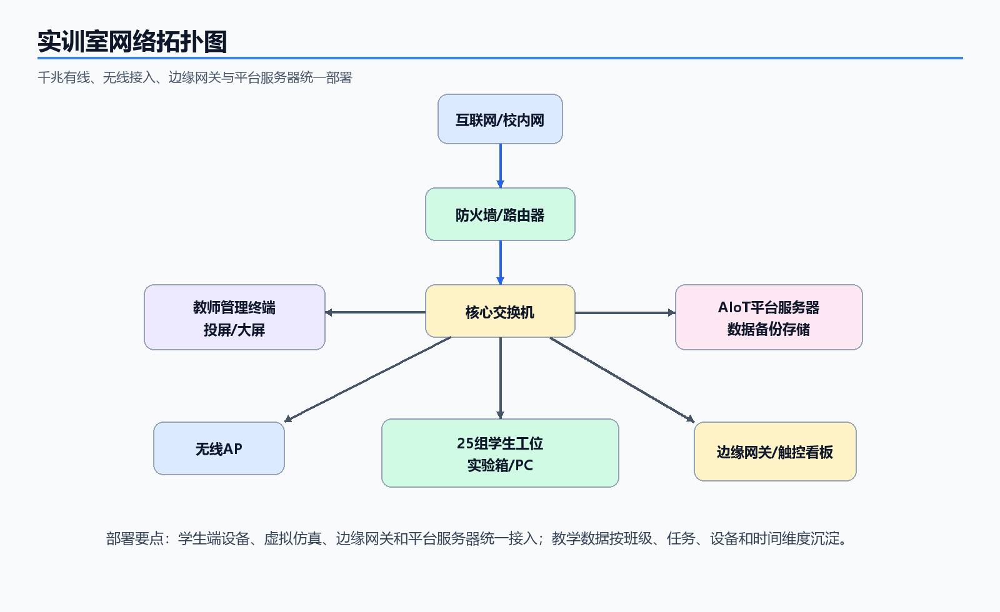 实训室网络拓扑图
千兆有线、无线接入、边缘网关与平台服务器统一部署
互联网/校内网
防火墙/路由器
教师管理终端
投屏/大屏
核心交换机
AIoT平台服务器
数据备份存储
无线AP
25组学生工位
实验箱/PC
边缘网关/触控看板
部署要点：学生端设备、虚拟仿真、边缘网关和平台服务器统一接入；教学数据按班级、任务、设备和时间维度沉淀。